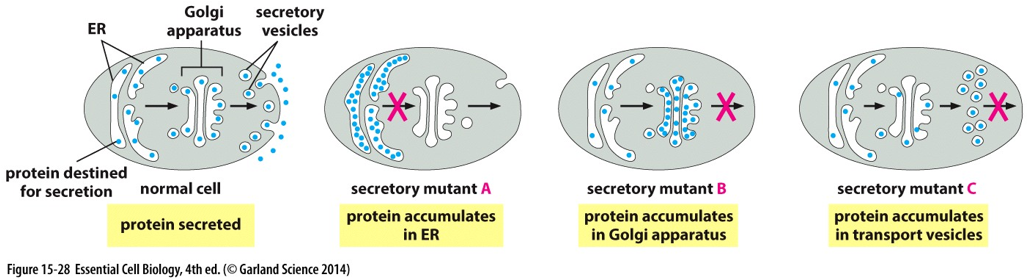 ER
Golgi
apparatus
secretory
vesicles
protein destined
for secretion
normal cell
protein secreted
secretory mutant A
protein accumulates
in ER
secretory mutant B
protein accumulates
in Golgi apparatus
secretory mutant C
protein accumulates
in transport vesicles
Figure 15-28 Essential Cell Biology, 4th ed. (© Garland Science 2014)